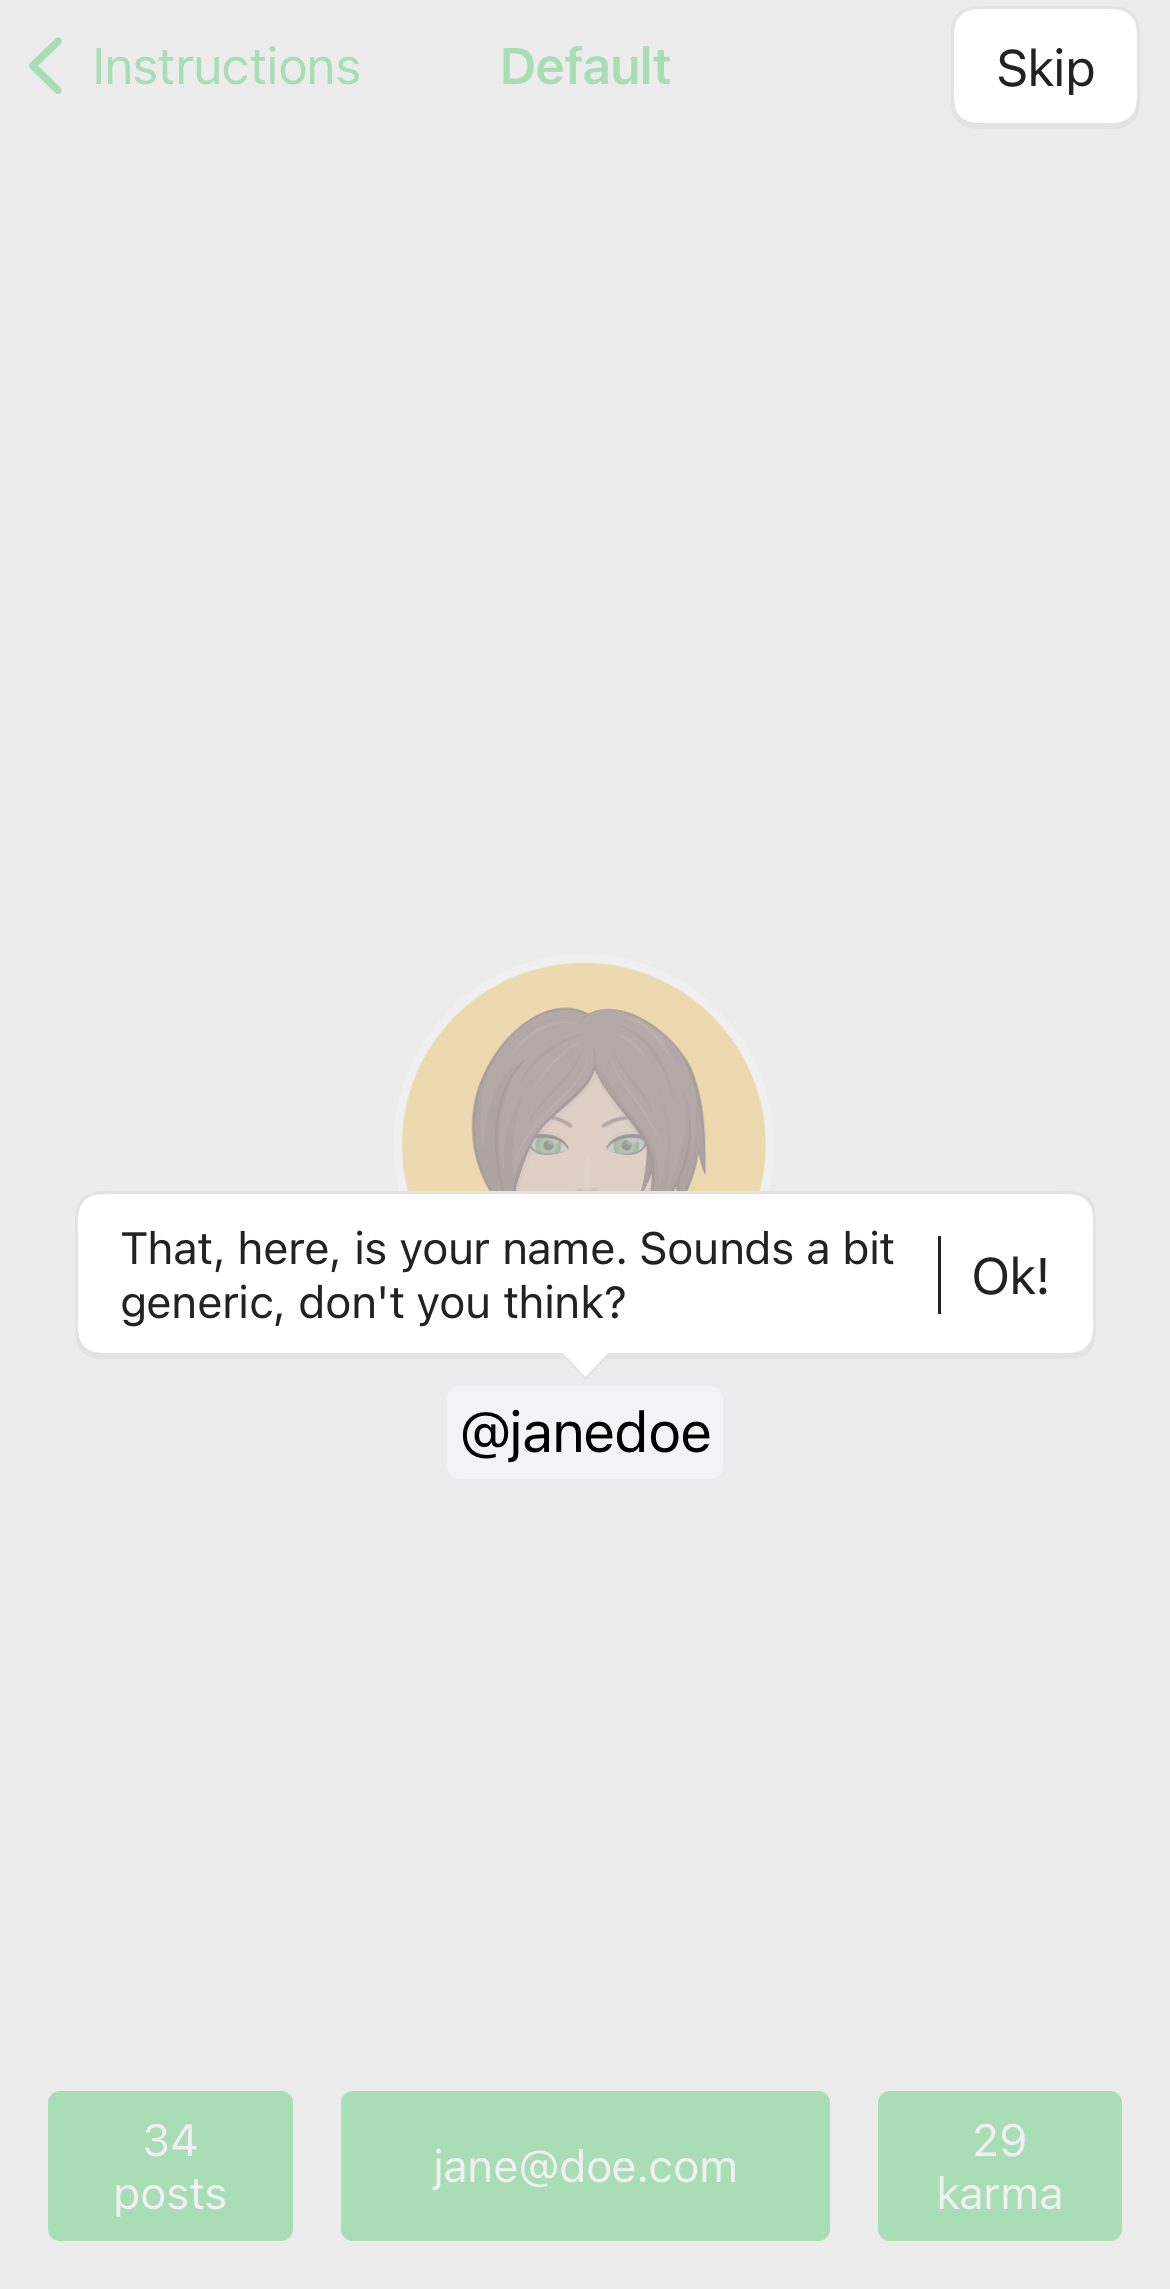 Instructions
Default
Skip
That, here, is your name. Sounds a bit
generic, don't you think?
Ok!
@janedoe
34
posts
jane@doe.com
29
karma